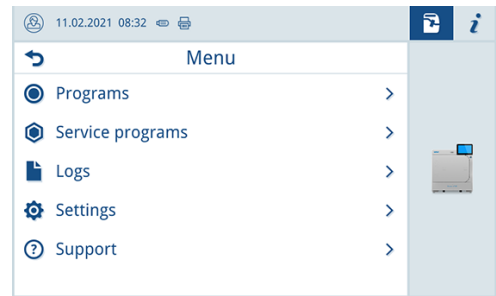 11.02.2021 08:32
i
Menu
Programs
Service programs
Logs
Settings
? Support